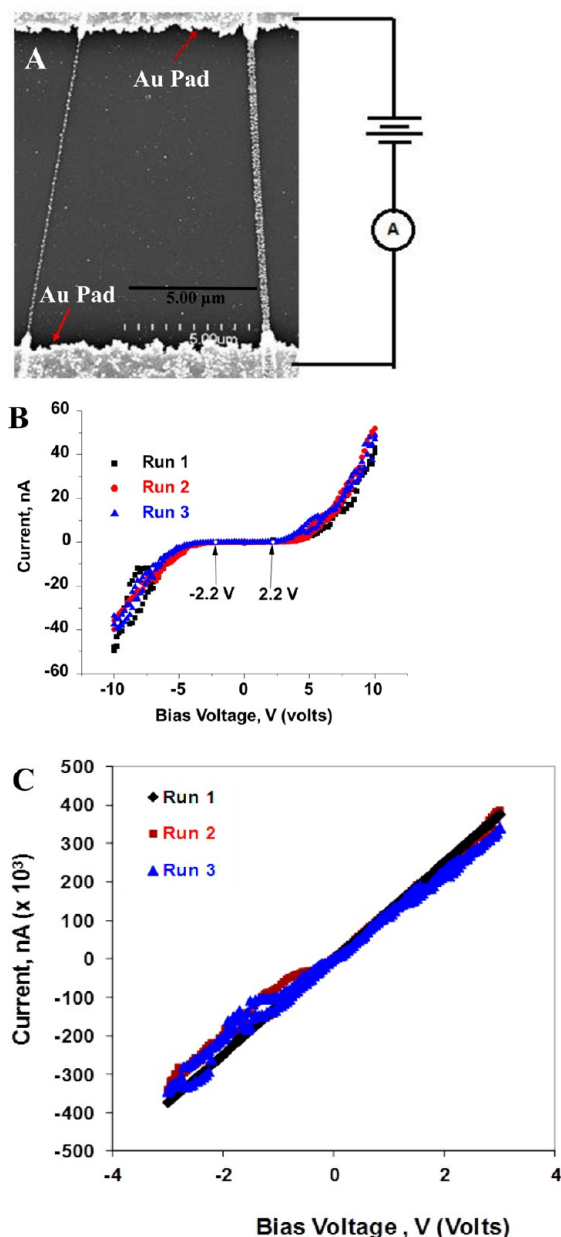 A
Au Pad
A
5.00 µm
Au Pad
5.00um
B
60
40
20
0
-20
-40
-60
Current, nA
Run 1
Run 2
Run 3
-2.2 V
2.2 V
-10
-5
0
5
10
Bias Voltage, V (volts)
C
500
400
300
200
100
0
-100
-200
-300
-400
-500
Current, nA (x 10³)
Run 1
Run 2
Run 3
-4
-2
0
2
4
Bias Voltage , V (Volts)